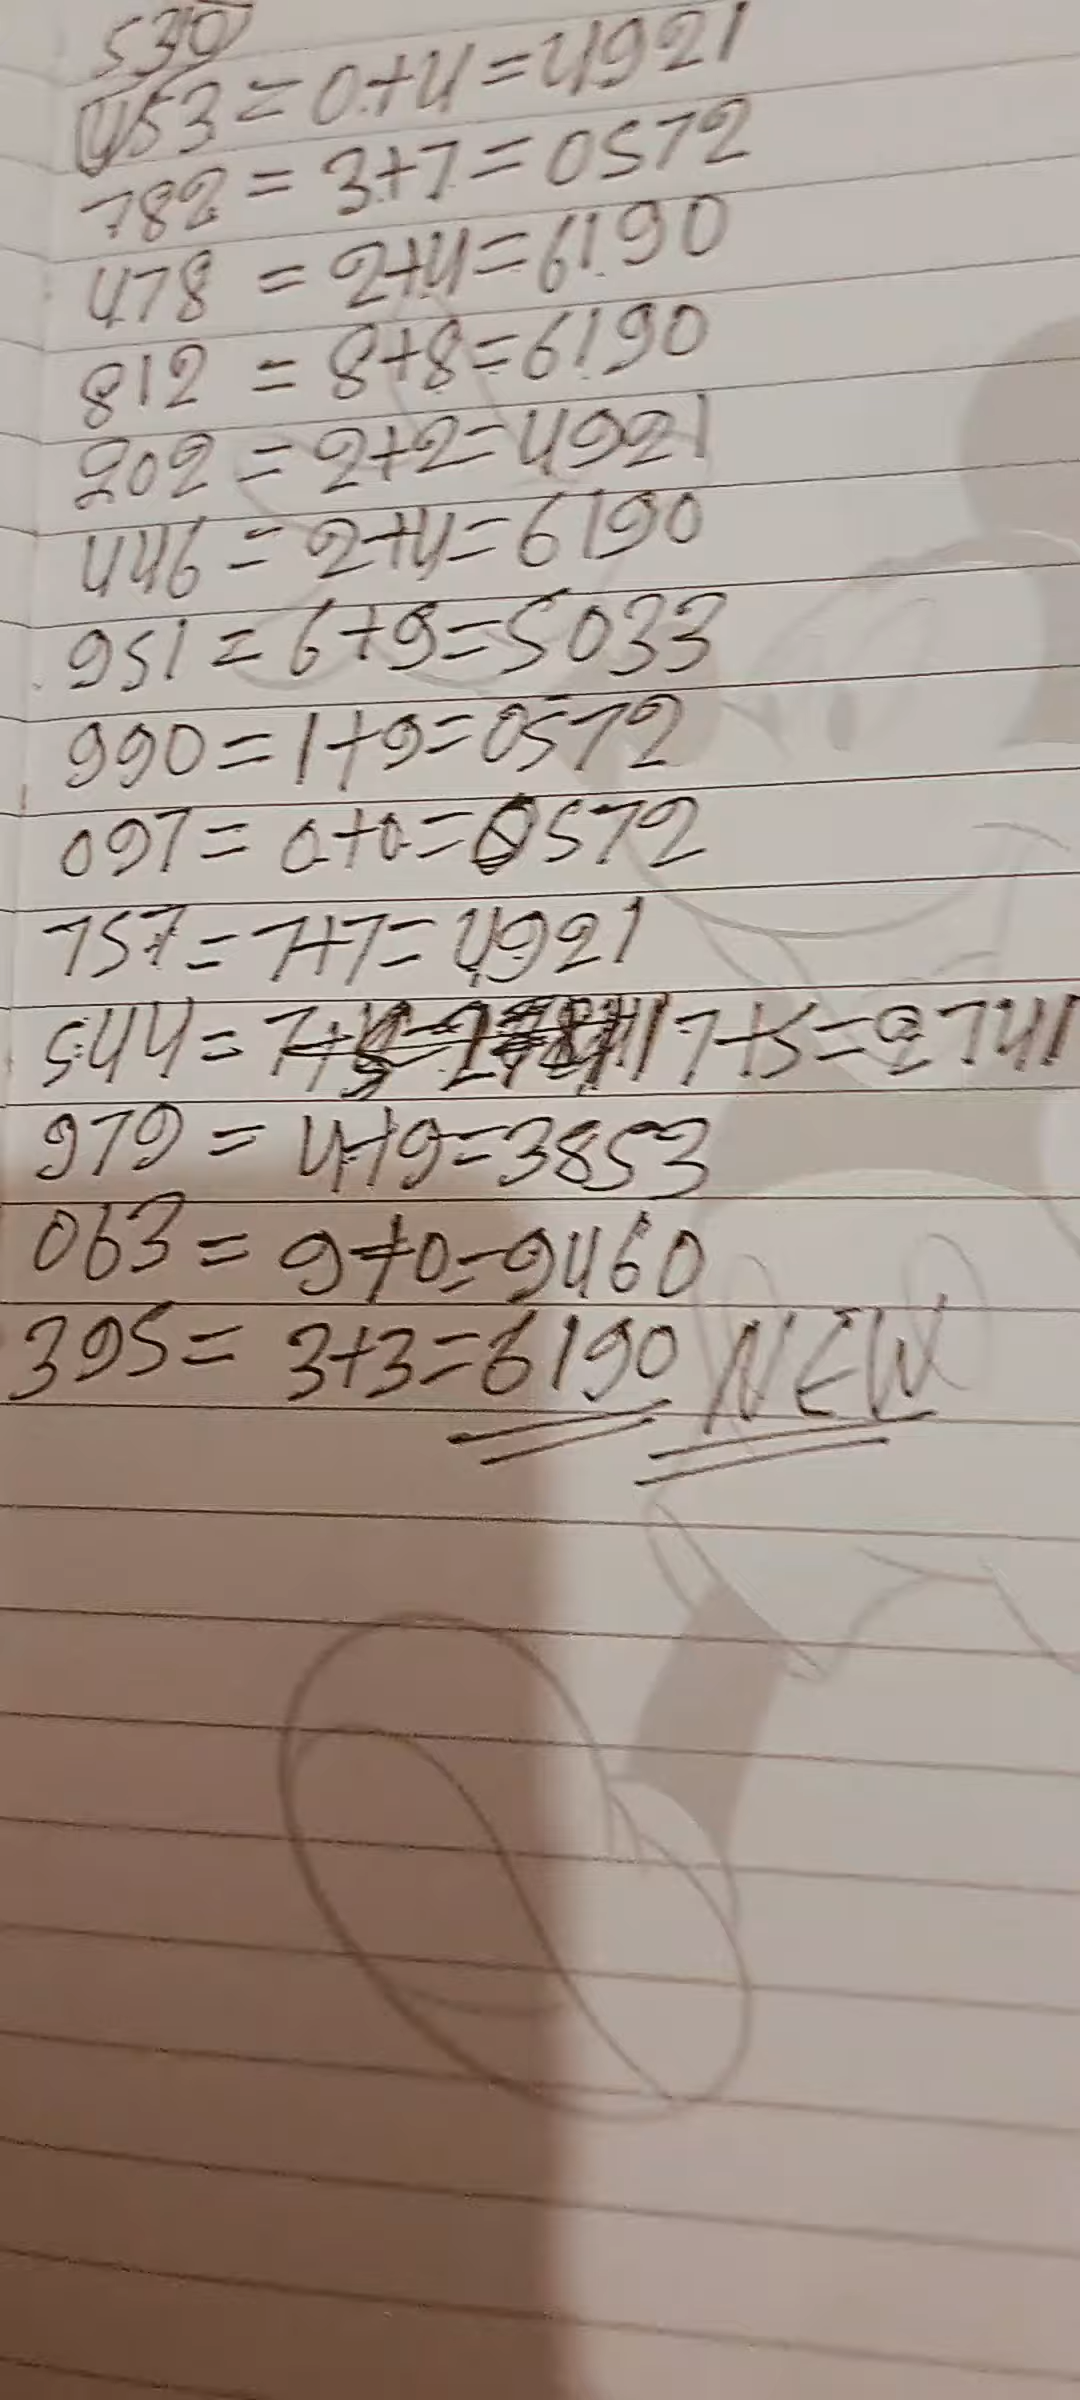 530
453 = 0+4 = 4921
782 = 3+7 = 0572
478 = 2+4 = 6190
812 = 8+8 = 6190
202 = 2+2 = 4921
446 = 2+4 = 6190
951 = 6+9 = 5033
990 = 1+9 = 0572
097 = 0+0 = 0572
757 = 7+7 = 4921
544 = 7+5 = 2741
979 = 4+9 = 3853
063 = 9+0 = 9460
395 = 3+3 = 6190 NEW